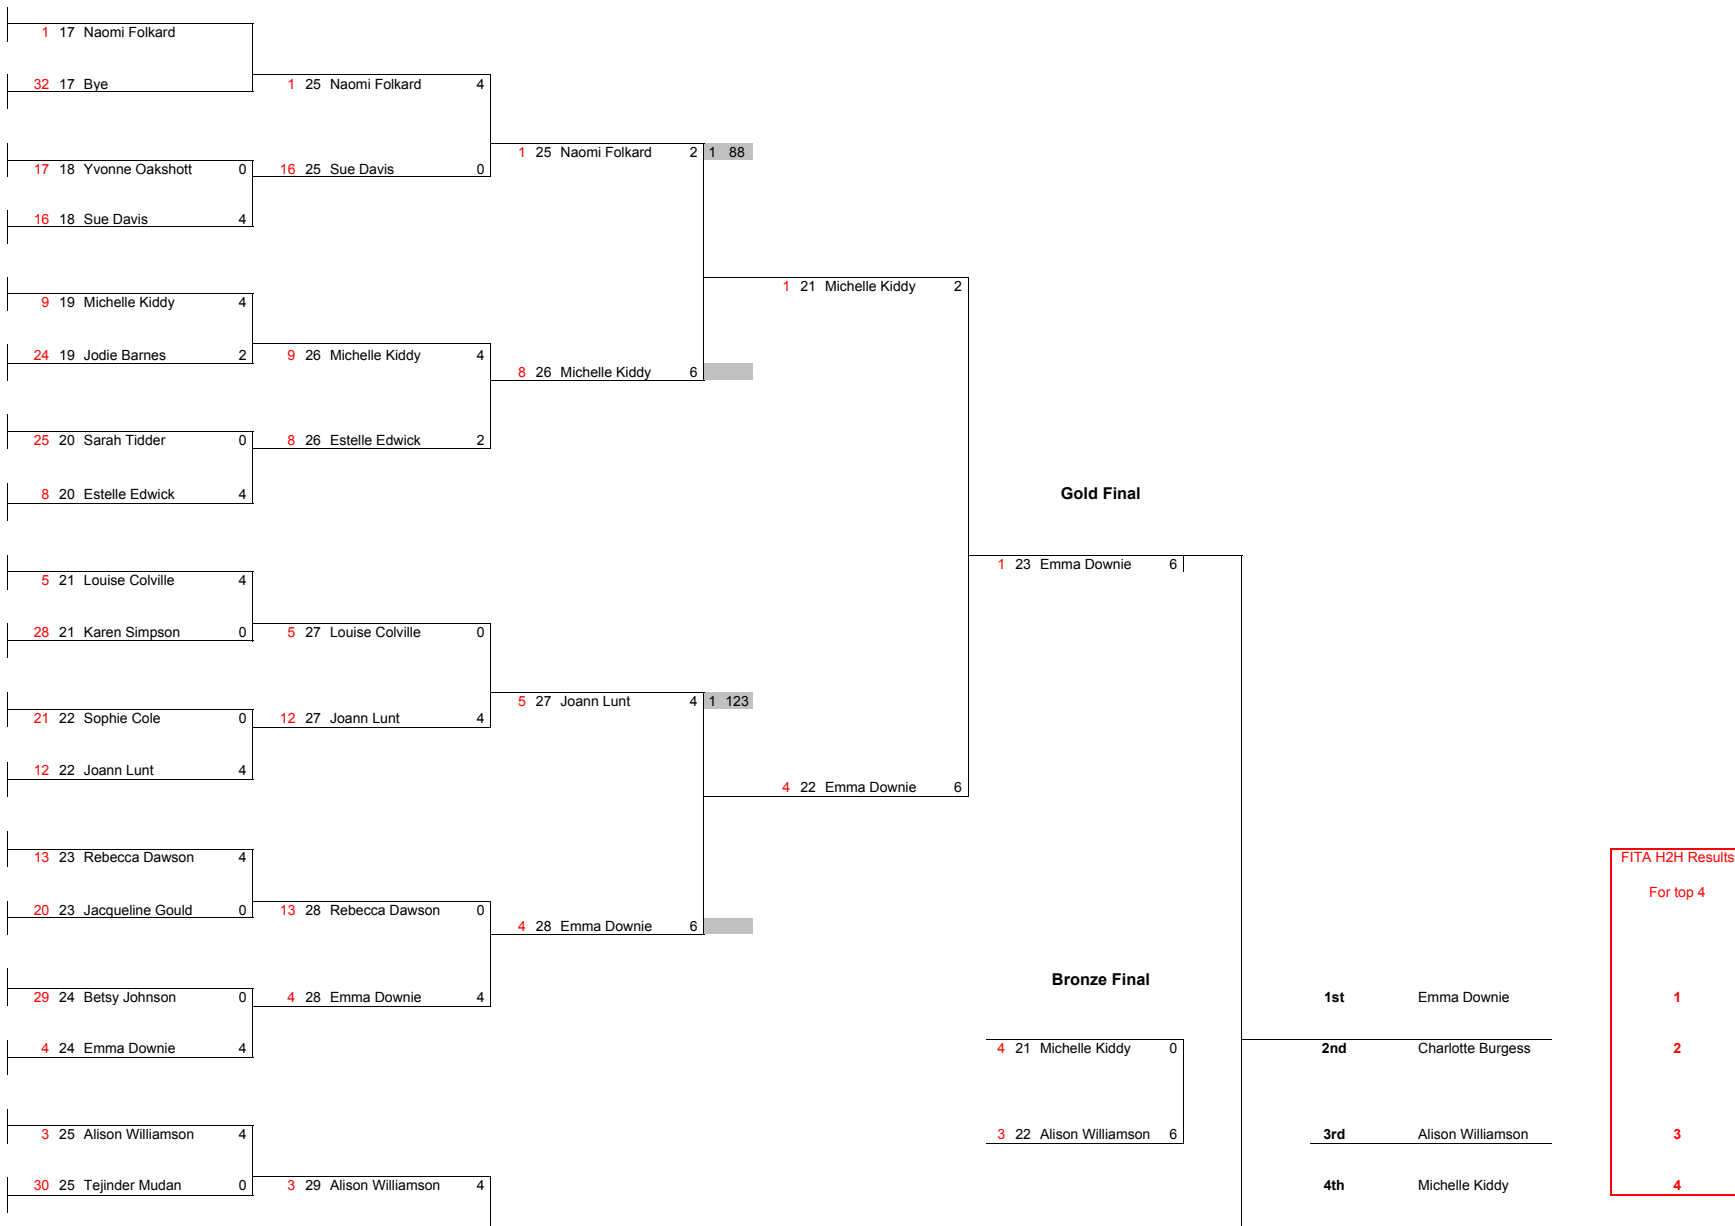 1 17 Naomi Folkard
32 17 Bye
1 25 Naomi Folkard 4
1 25 Naomi Folkard 2 1 88
17 18 Yvonne Oakshott 0
16 25 Sue Davis 0
16 18 Sue Davis 4
1 21 Michelle Kiddy 2
9 19 Michelle Kiddy 4
24 19 Jodie Barnes 2
9 26 Michelle Kiddy 4
8 26 Michelle Kiddy 6
25 20 Sarah Tidder 0
8 26 Estelle Edwick 2
8 20 Estelle Edwick 4
Gold Final
1 23 Emma Downie 6
5 21 Louise Colville 4
28 21 Karen Simpson 0
5 27 Louise Colville 0
5 27 Joann Lunt 4 1 123
21 22 Sophie Cole 0
12 27 Joann Lunt 4
12 22 Joann Lunt 4
4 22 Emma Downie 6
13 23 Rebecca Dawson 4
FITA H2H Results
For top 4
20 23 Jacqueline Gould 0
13 28 Rebecca Dawson 0
4 28 Emma Downie 6
Bronze Final
29 24 Betsy Johnson 0
4 28 Emma Downie 4
1st Emma Downie 1
4 24 Emma Downie 4
4 21 Michelle Kiddy 0
2nd Charlotte Burgess 2
3 25 Alison Williamson 4
3 22 Alison Williamson 6
3rd Alison Williamson 3
30 25 Tejinder Mudan 0
3 29 Alison Williamson 4
4th Michelle Kiddy 4